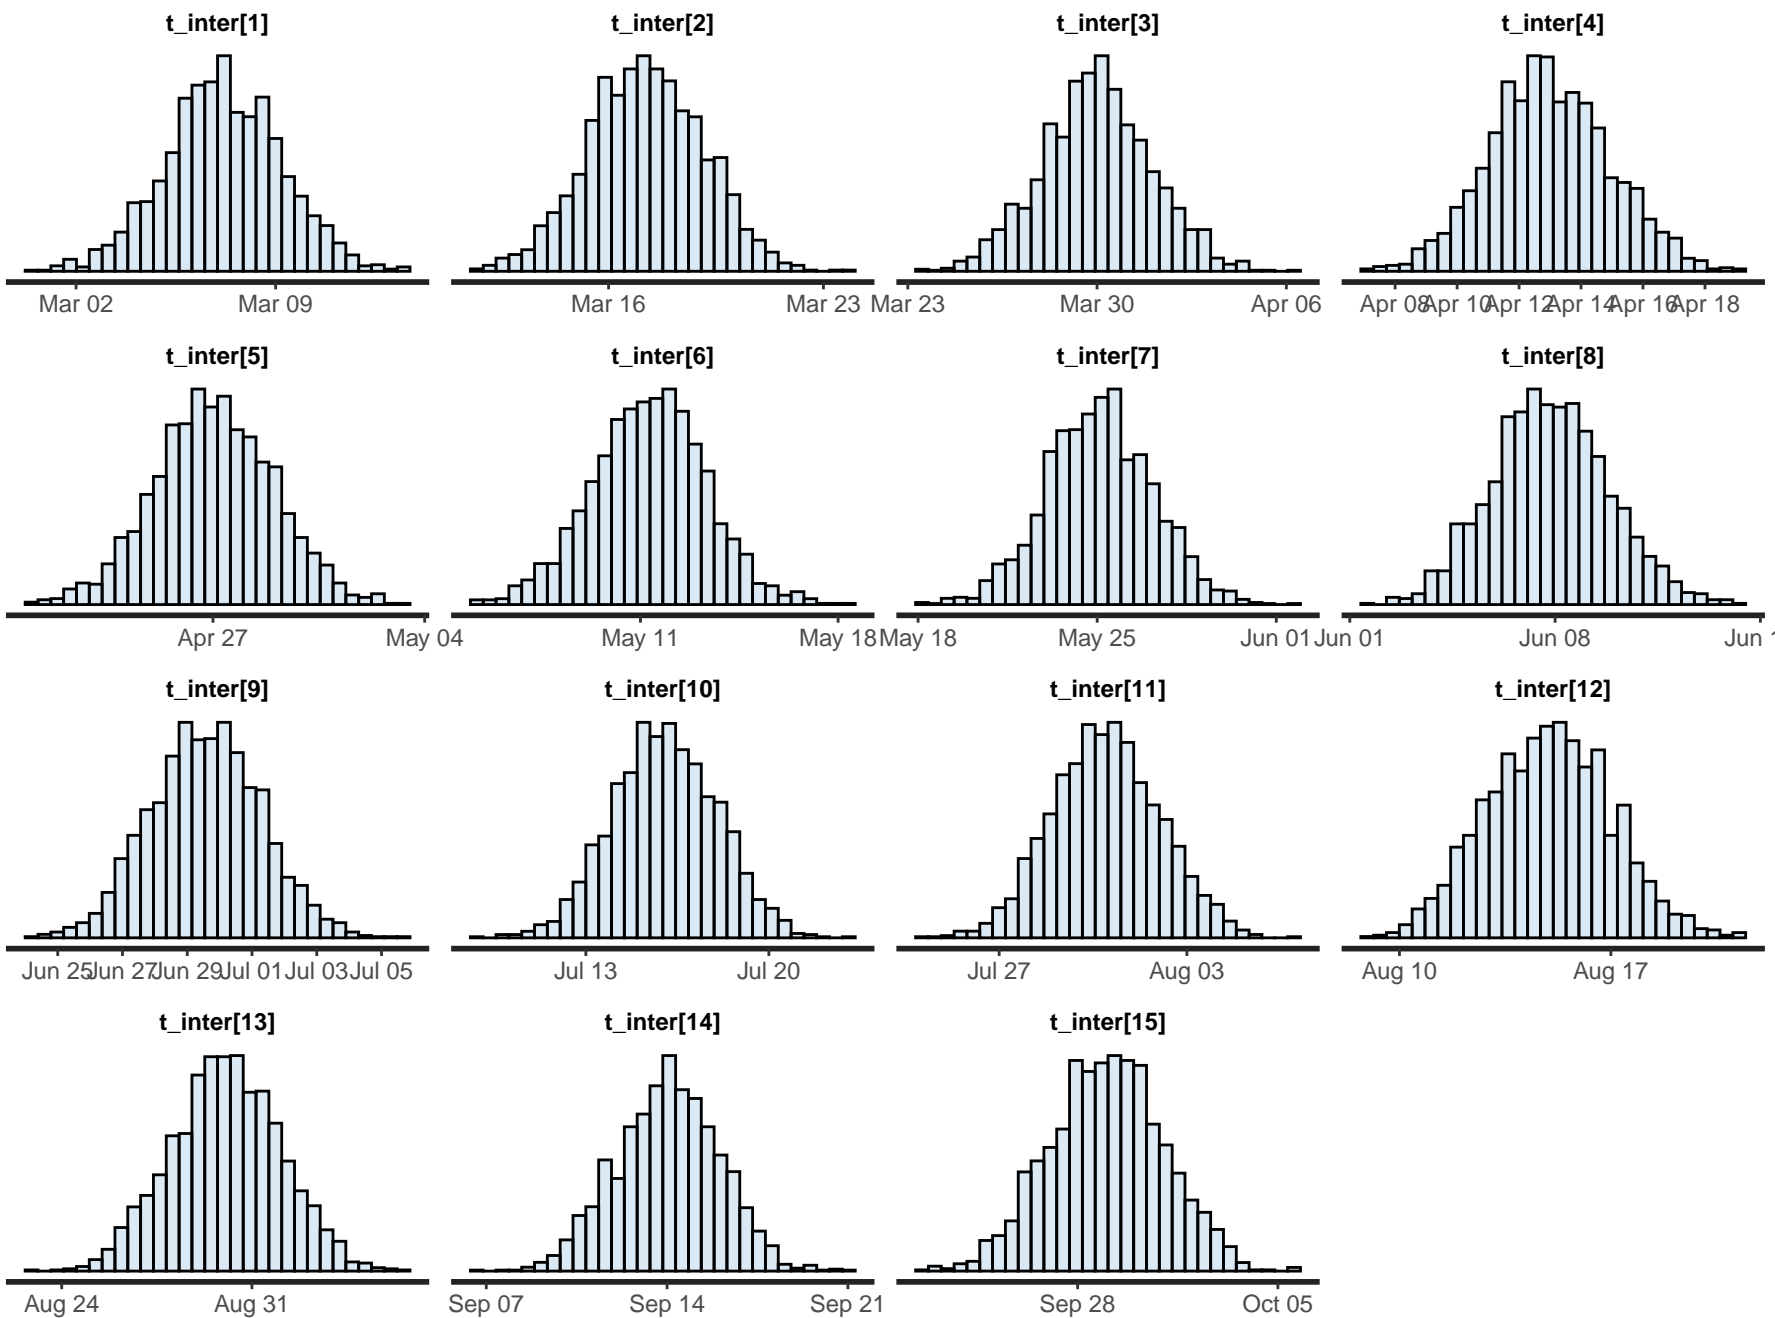 t_inter[1] t_inter[2] t_inter[3] t_inter[4]
Mar 02 Mar 09 Mar 16 Mar 23 Mar 23 Mar 30 Apr 06 Apr 08 Apr 10 Apr 12 Apr 14 Apr 16 Apr 18
t_inter[5] t_inter[6] t_inter[7] t_inter[8]
Apr 27 May 04 May 11 May 18 May 18 May 25 Jun 01 Jun 01 Jun 08 Jun
t_inter[9] t_inter[10] t_inter[11] t_inter[12]
Jun 25 Jun 27 Jun 29 Jul 01 Jul 03 Jul 05 Jul 13 Jul 20 Jul 27 Aug 03 Aug 10 Aug 17
t_inter[13] t_inter[14] t_inter[15]
Aug 24 Aug 31 Sep 07 Sep 14 Sep 21 Sep 28 Oct 05